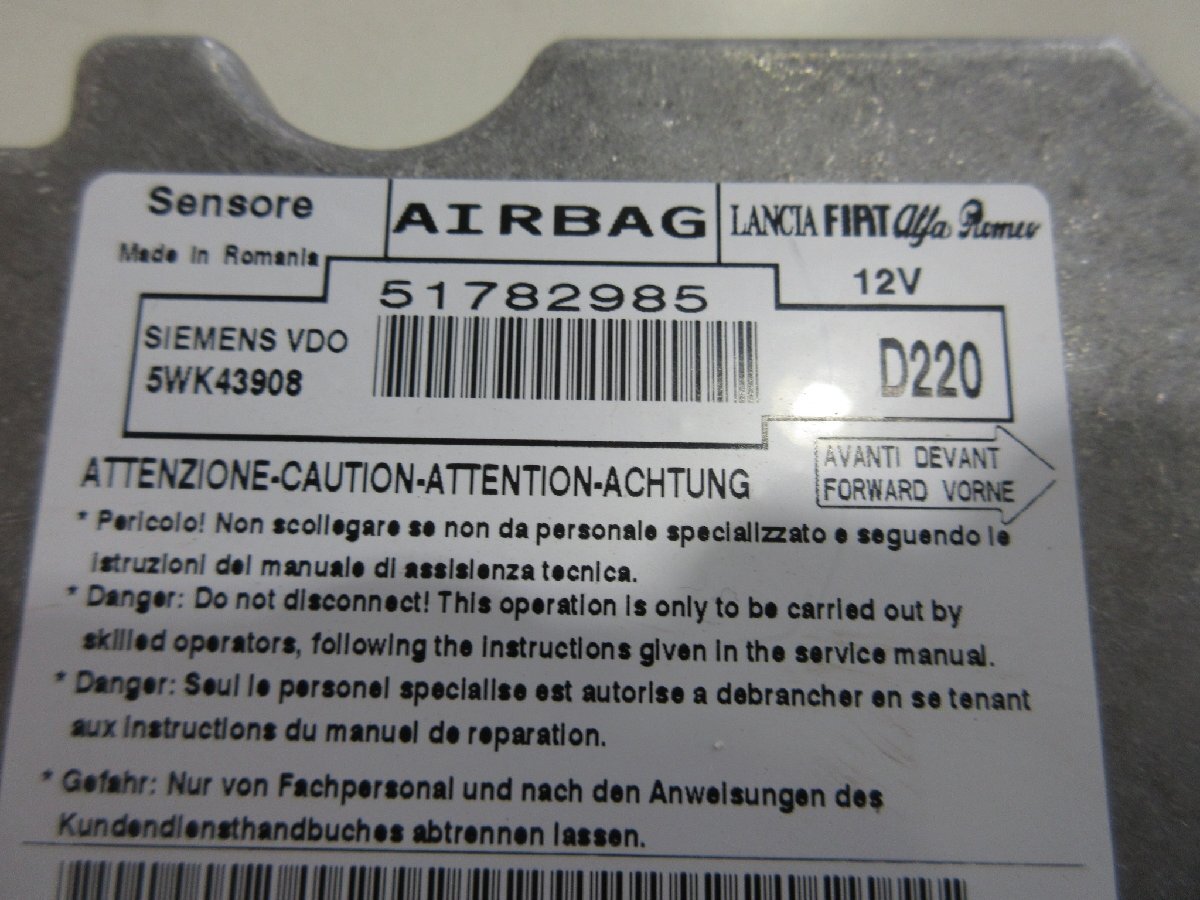 Sensore
AIRBAG
LANCIA FIAT Alfa Romeo
Made in Romania
12V
51782985
SIEMENS VDO
5WK43908
D220
AVANTI DEVANT
FORWARD VORNE
ATTENZIONE-CAUTION-ATTENTION-ACHTUNG
* Pericolo! Non scollegare se non da personale specializzato e seguendo le
istruzioni del manuale di assistenza tecnica.
* Danger: Do not disconnect! This operation is only to be carried out by
skilled operators, following the instructions given in the service manual.
* Danger: Seul le personel specialise est autorise a debrancher en se tenant
aux instructions du manuel de reparation.
* Gefahr: Nur von Fachpersonal und nach den Anweisungen des
Kundendiensthandbuches abtrennen lassen.